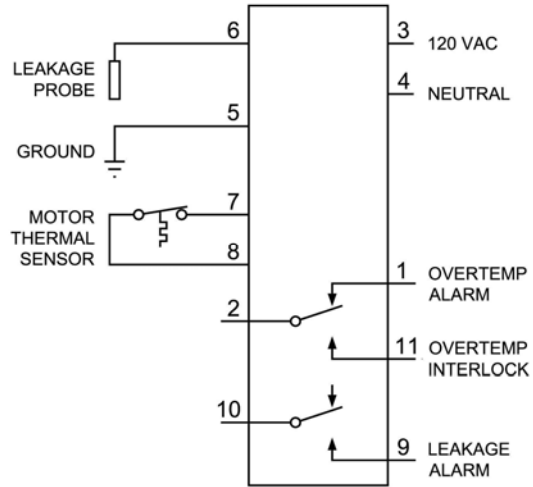 6
LEAKAGE
PROBE
5
GROUND
7
MOTOR
THERMAL
SENSOR
8
2
10
3
120 VAC
4
NEUTRAL
1
OVERTEMP
ALARM
11
OVERTEMP
INTERLOCK
9
LEAKAGE
ALARM